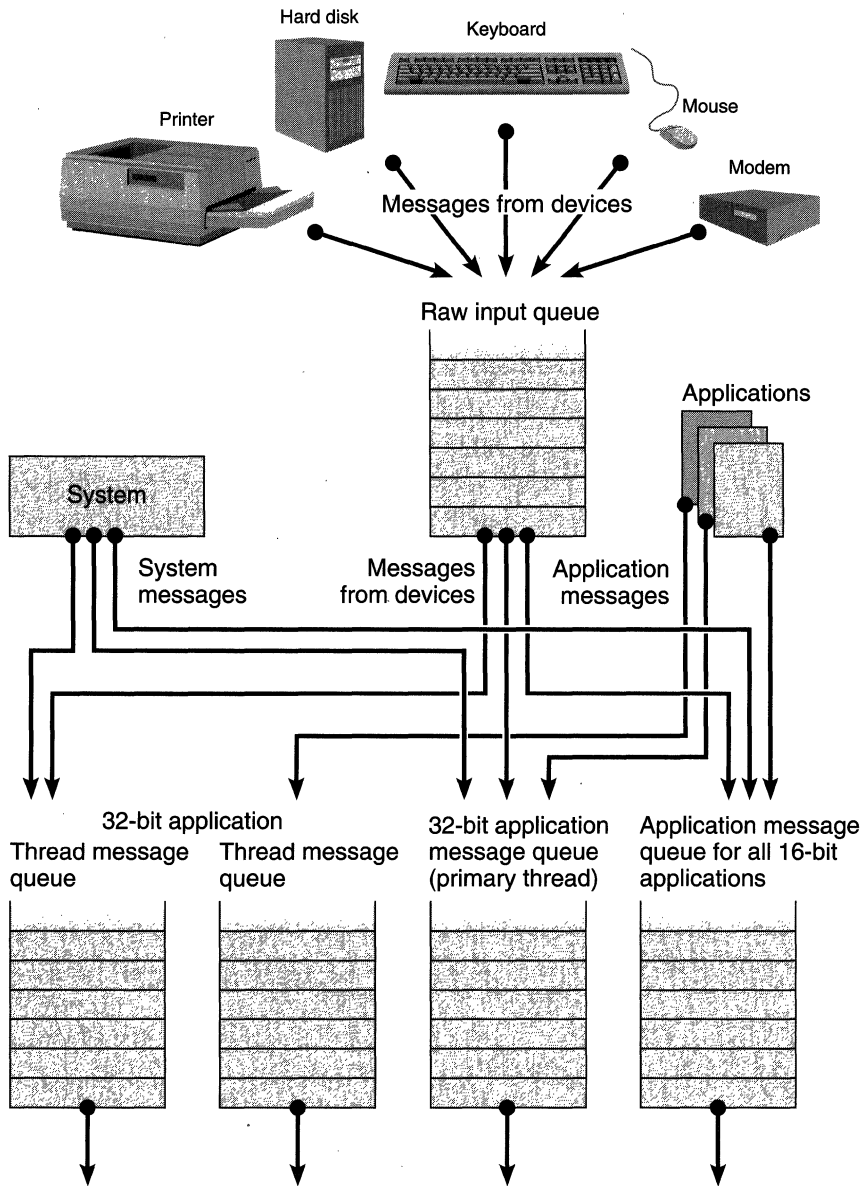 Hard disk
Keyboard
Mouse
Printer
Modem
Messages from devices
Raw input queue
Applications
System
System
messages
Messages
from devices
Application
messages
32-bit application
Thread message
queue
Thread message
queue
32-bit application
message queue
(primary thread)
Application message
queue for all 16-bit
applications